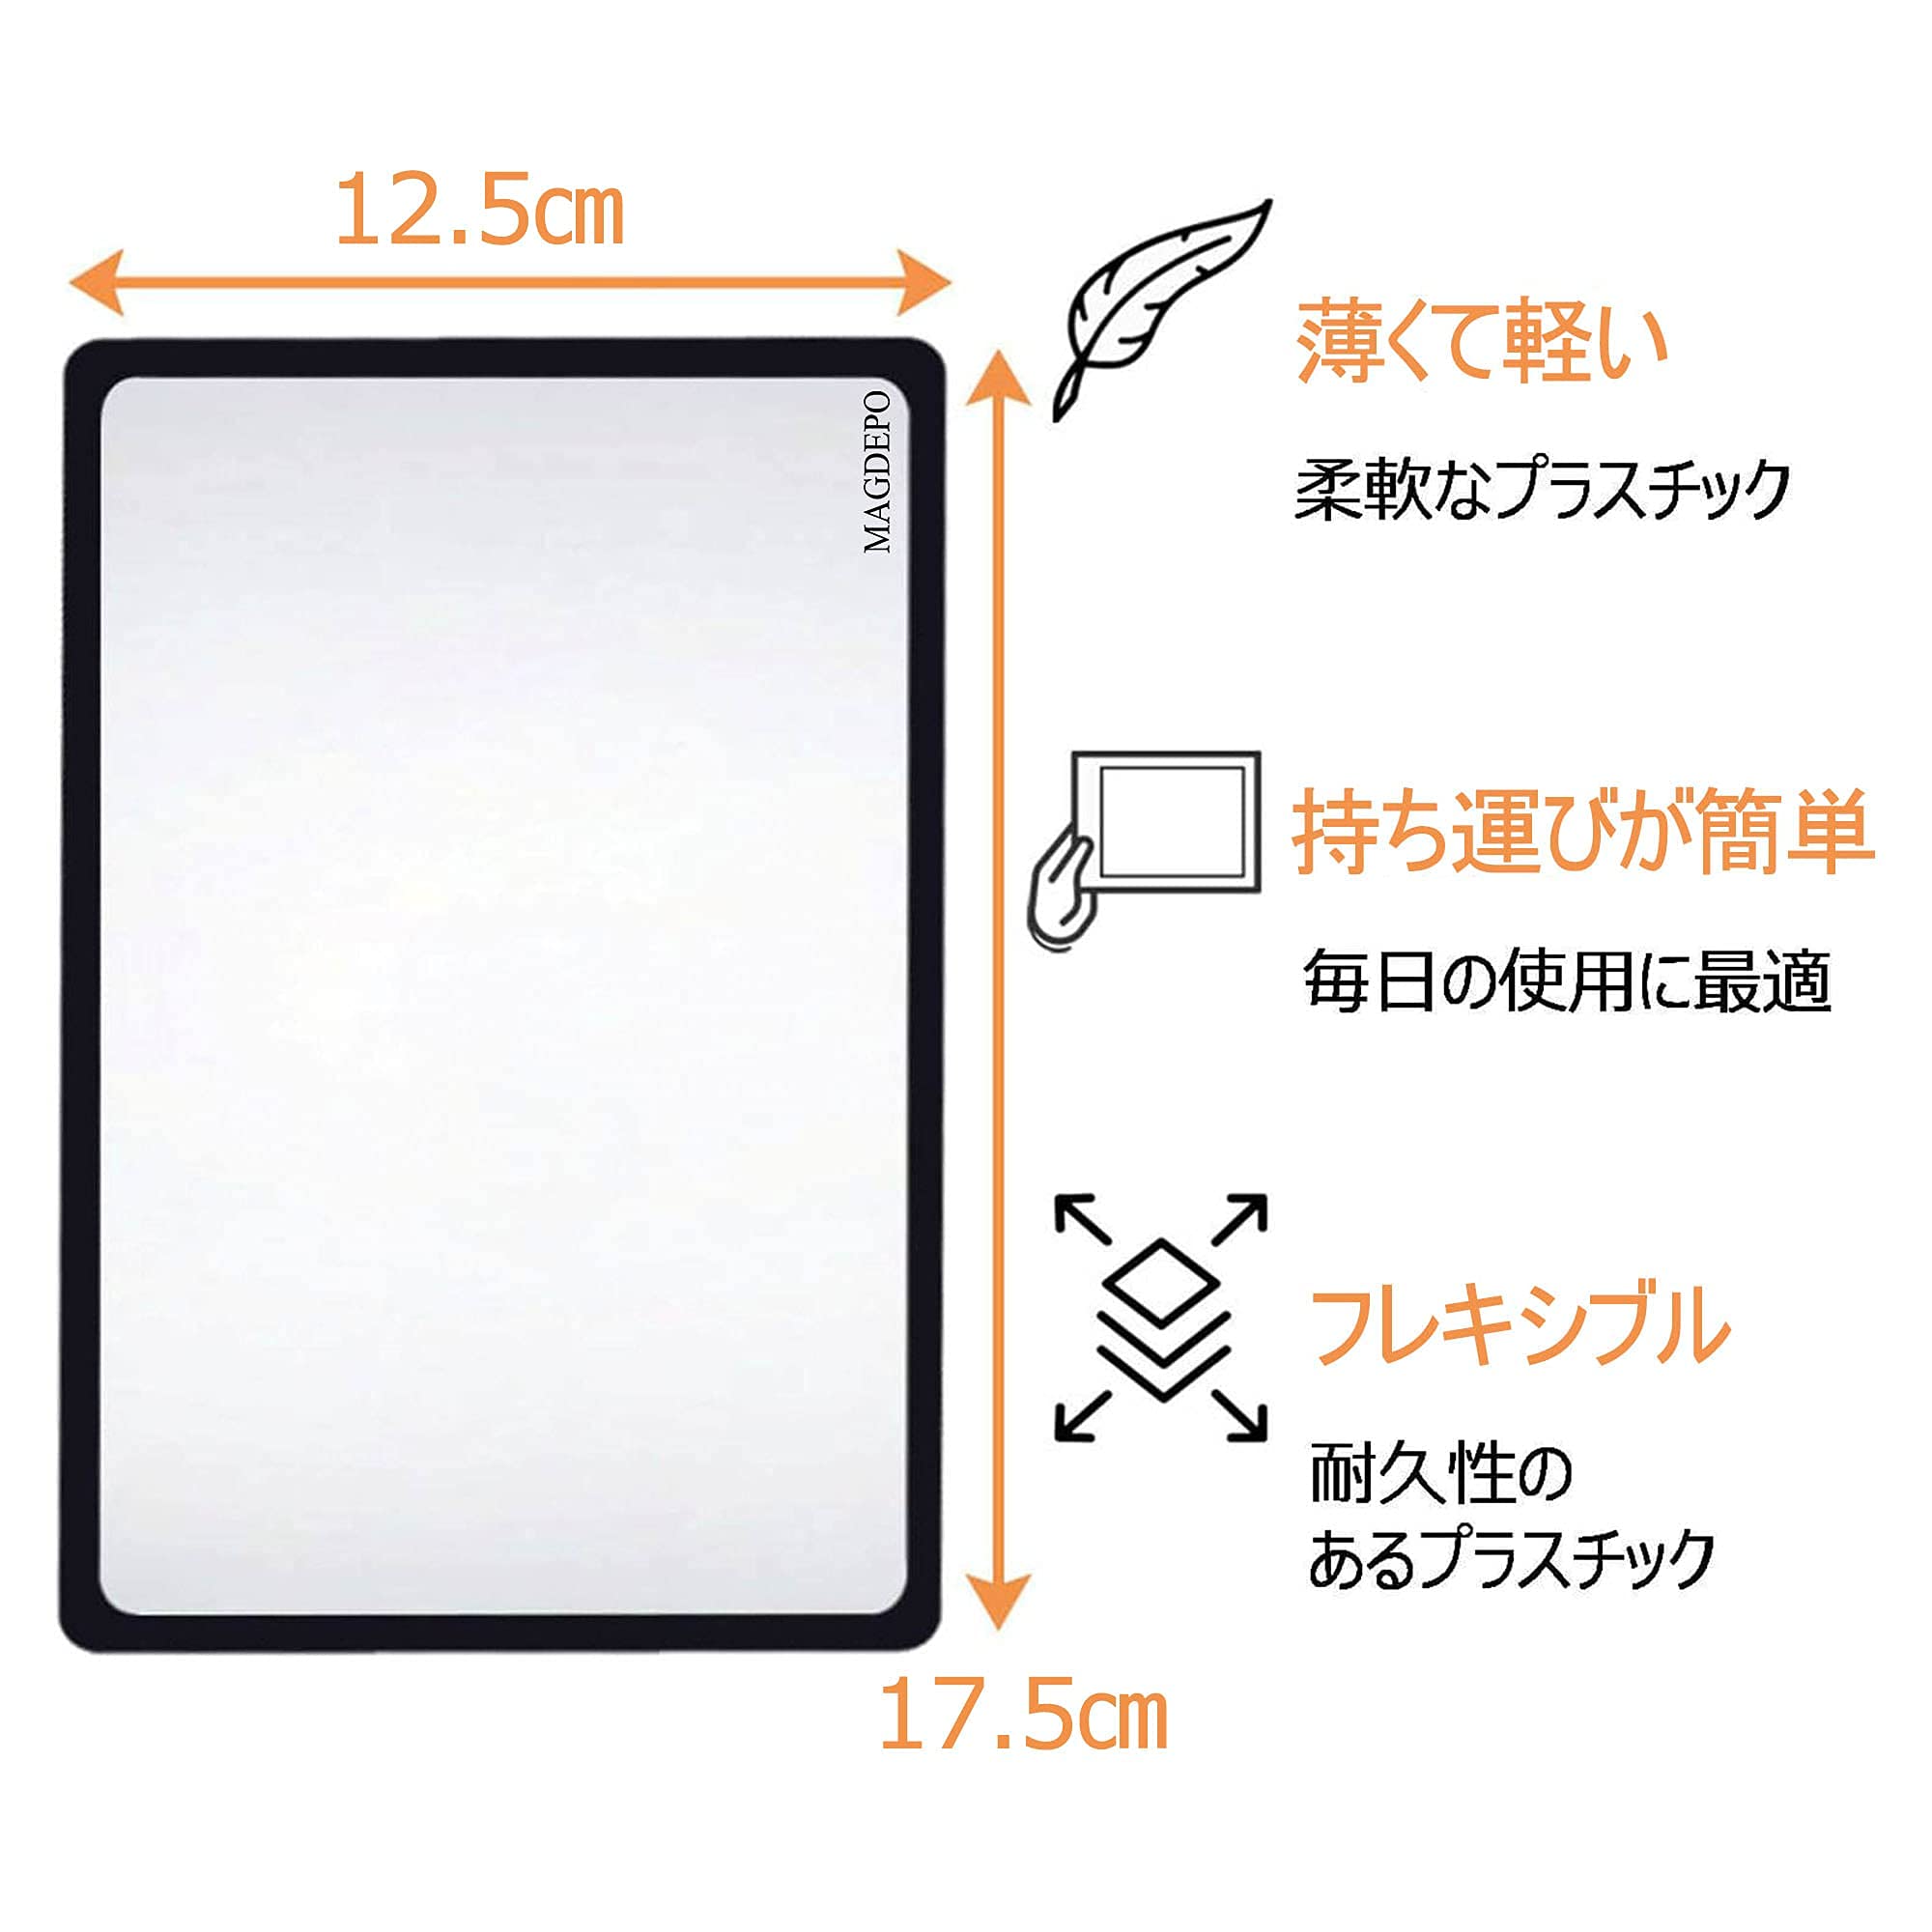 12.5cm
MAGDEPO
薄くて軽い
柔軟なプラスチック
持ち運びが簡単
毎日の使用に最適
フレキシブル
耐久性の
あるプラスチック
17.5cm